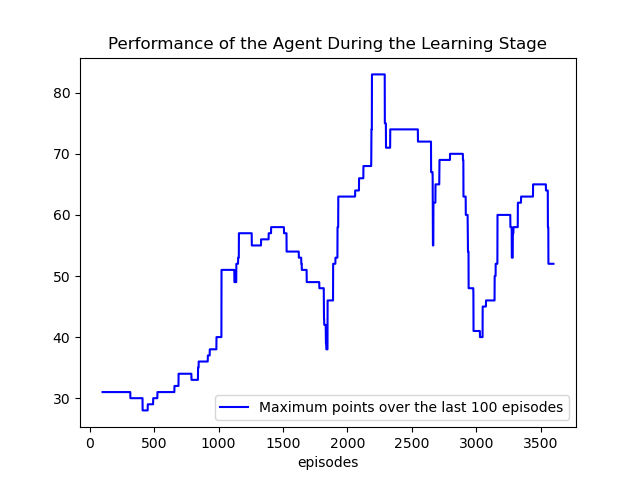 Performance of the Agent During the Learning Stage
80
70
60
50
40
30
Maximum points over the last 100 episodes
0 500 1000 1500 2000 2500 3000 3500
episodes